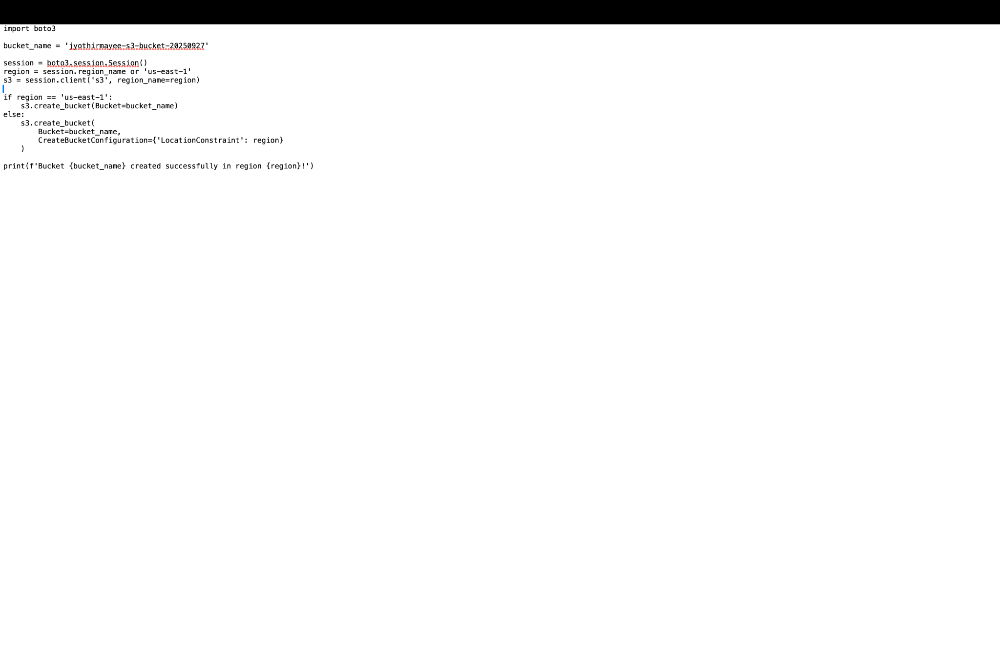 import boto3
bucket_name = 'jyothirmayee-s3-bucket-20250927'
session = boto3.session.Session()
region = session.region_name or 'us-east-1'
s3 = session.client('s3', region_name=region)
if region == 'us-east-1':
    s3.create_bucket(Bucket=bucket_name)
else:
    s3.create_bucket(
        Bucket=bucket_name,
        CreateBucketConfiguration={'LocationConstraint': region}
    )
print(f'Bucket {bucket_name} created successfully in region {region}!')